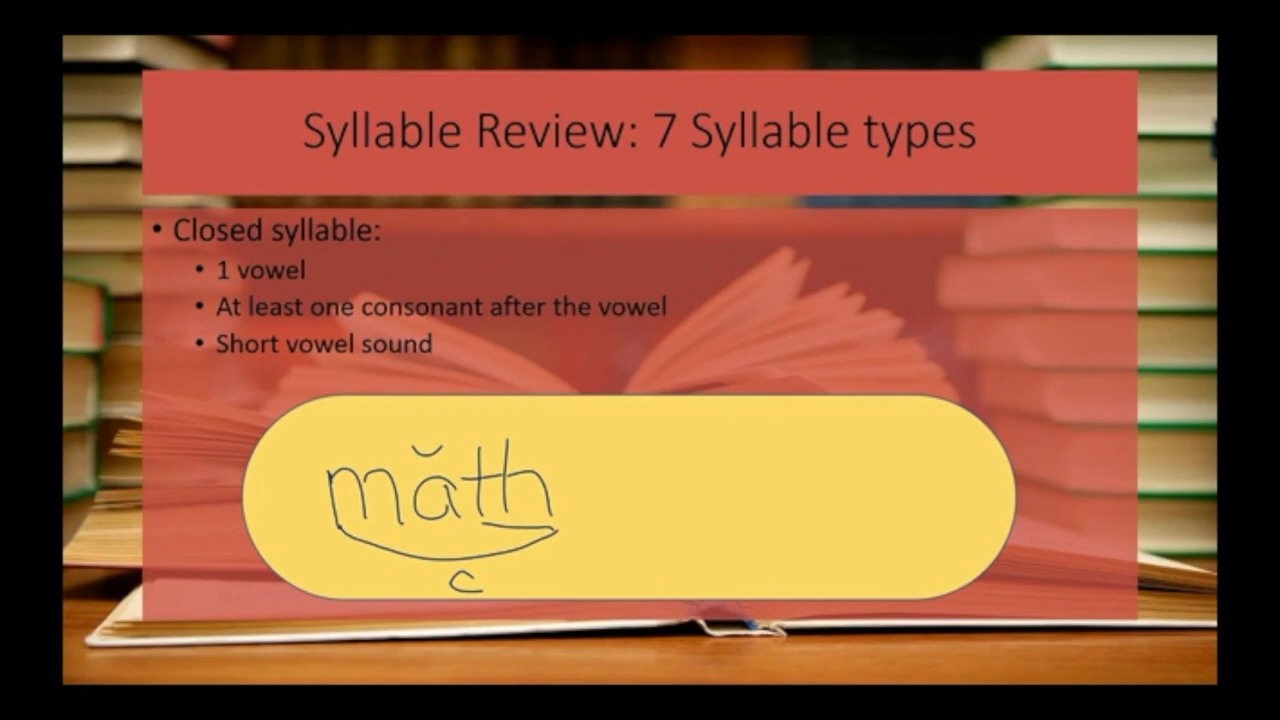 Syllable Review: 7 Syllable types
• Closed syllable:
• 1 vowel
• At least one consonant after the vowel
• Short vowel sound
măth
c